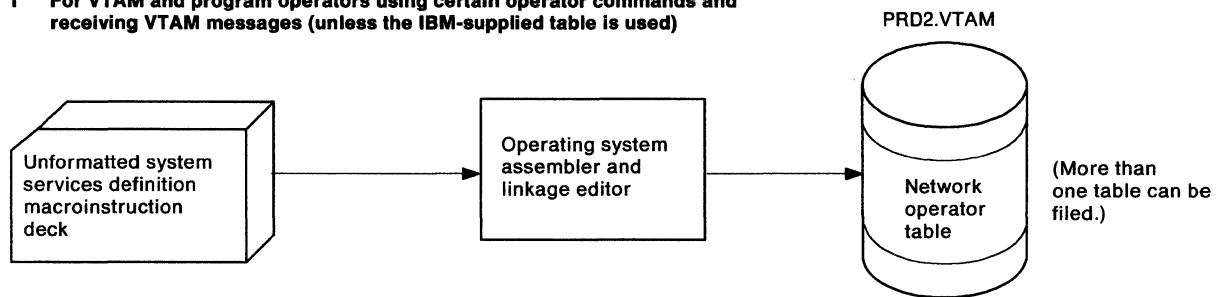 1 For VTAM and program operators using certain operator commands and
receiving VTAM messages (unless the IBM-supplied table is used)
PRD2.VTAM
Unformatted system
services definition
macroinstruction
deck
Operating system
assembler and
linkage editor
Network
operator
table
(More than
one table can be
filed.)